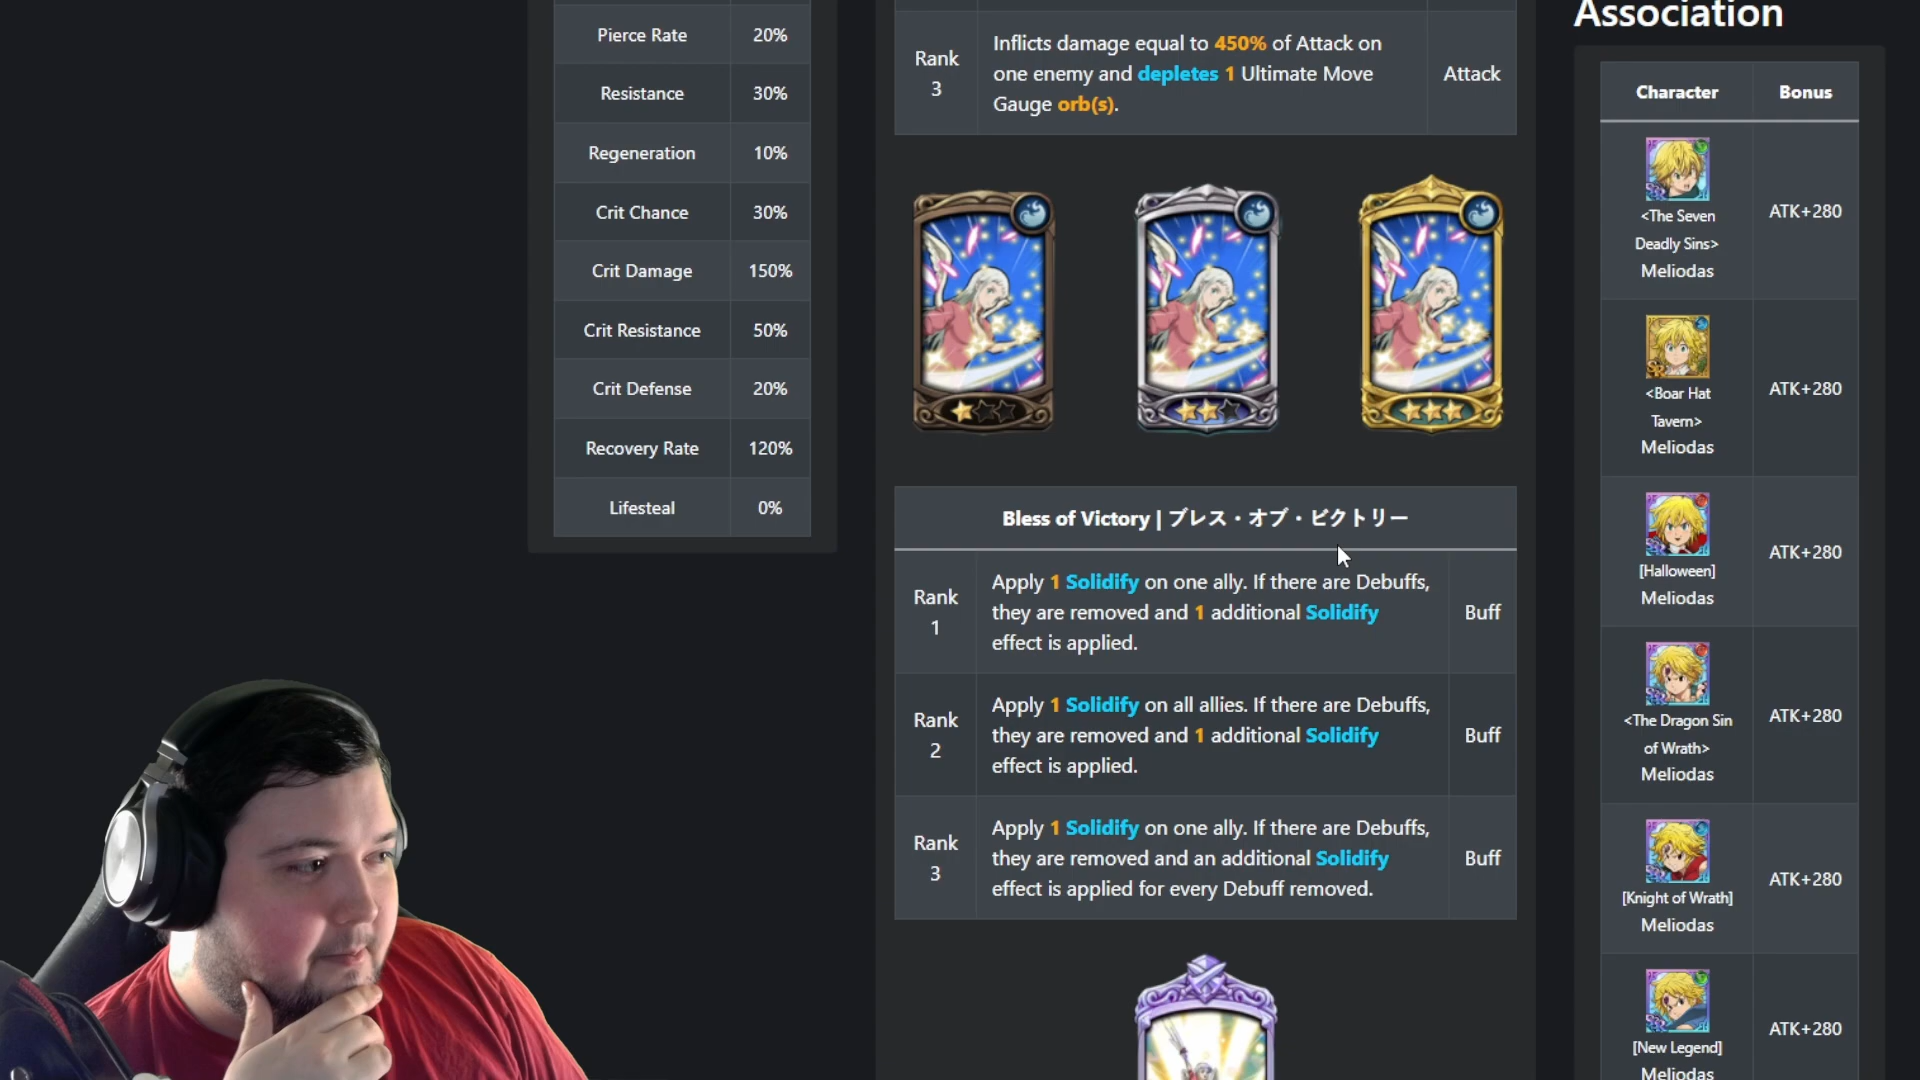 Pierce Rate 20%
Resistance 30%
Regeneration 10%
Crit Chance 30%
Crit Damage 150%
Crit Resistance 50%
Crit Defense 20%
Recovery Rate 120%
Lifesteal 0%
Rank
3
Inflicts damage equal to 450% of Attack on
one enemy and depletes 1 Ultimate Move
Gauge orb(s).
Attack
Bless of Victory | ブレス・オブ・ビクトリー
Rank
1
Apply 1 Solidify on one ally. If there are Debuffs,
they are removed and 1 additional Solidify
effect is applied.
Buff
Rank
2
Apply 1 Solidify on all allies. If there are Debuffs,
they are removed and 1 additional Solidify
effect is applied.
Buff
Rank
3
Apply 1 Solidify on one ally. If there are Debuffs,
they are removed and an additional Solidify
effect is applied for every Debuff removed.
Buff
Association
Character Bonus
<The Seven
Deadly Sins>
Meliodas
ATK+280
<Boar Hat
Tavern>
Meliodas
ATK+280
[Halloween]
Meliodas
ATK+280
<The Dragon Sin
of Wrath>
Meliodas
ATK+280
[Knight of Wrath]
Meliodas
ATK+280
[New Legend]
Meliodas
ATK+280